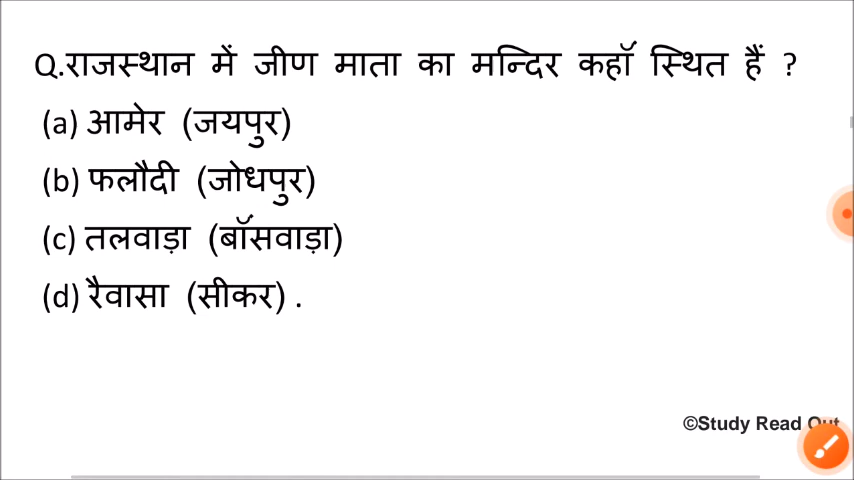 Q.राजस्थान में जीण माता का मन्दिर कहाॅ स्थित हैं ?
(a) आमेर (जयपुर)
(b) फलौदी (जोधपुर)
(c) तलवाड़ा (बाॅसवाड़ा)
(d) रैवासा (सीकर) .
©Study Read Out